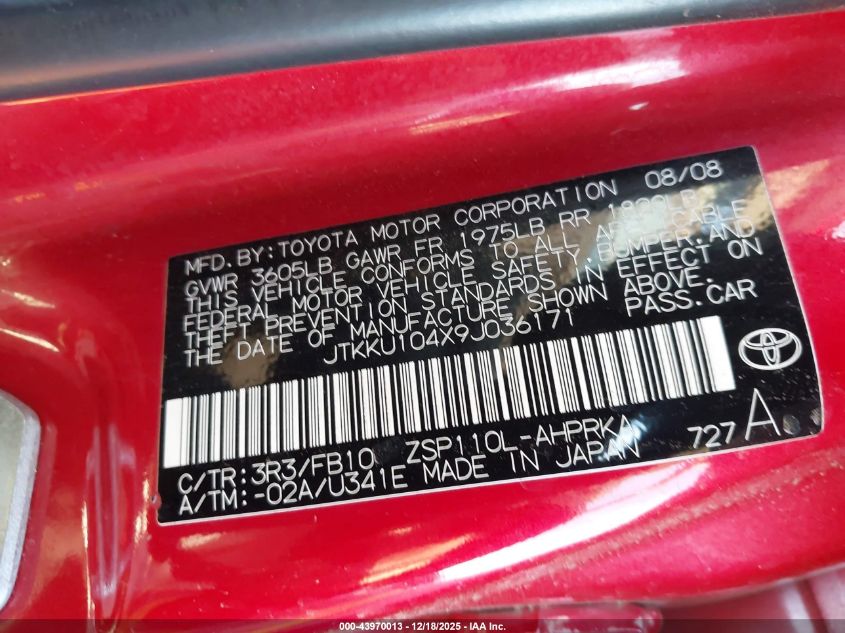 MFD. BY: TOYOTA MOTOR CORPORATION 08/08
GVWR 3605LB GAWR FR 1975LB RR
THIS VEHICLE CONFORMS TO ALL APPLICABLE
FEDERAL MOTOR VEHICLE SAFETY, BUMPER, AND
THEFT PREVENTION STANDARDS IN EFFECT ON
THE DATE OF MANUFACTURE SHOWN ABOVE.
JTKKU104X9J036171 PASS. CAR
C/TR: 3R3/FB10 ZSP110L-AHPRKA 727 A
A/TM: -02A/U341E MADE IN JAPAN
000-43970013 - 12/18/2025 - IAA Inc.